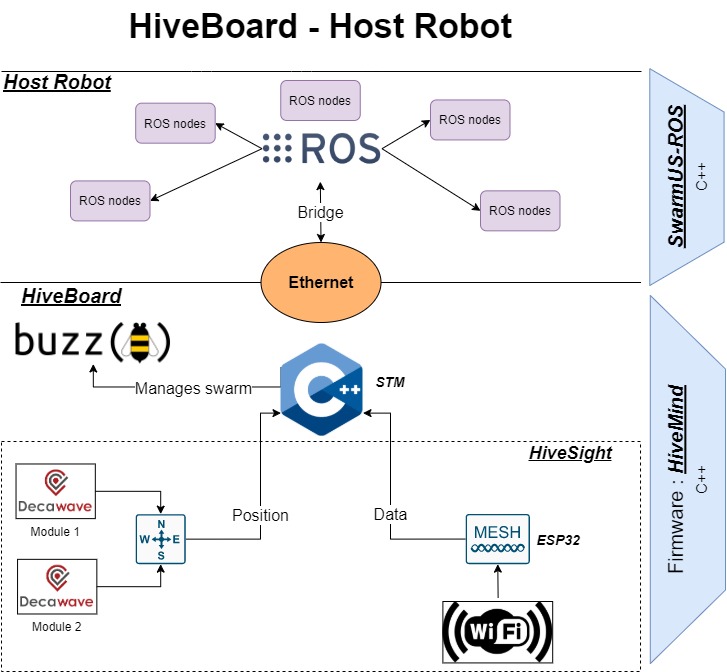 HiveBoard - Host Robot
Host Robot
ROS nodes
ROS nodes
ROS nodes
ROS
ROS nodes
ROS nodes
Bridge
Ethernet
SwarmUS-ROS
C++
HiveBoard
buzz( )
C++
STM
Manages swarm
HiveSight
Decawave
Module 1
N
W E
S
Position
Data
MESH
ESP32
Decawave
Module 2
WiFi
Firmware : HiveMind
C++